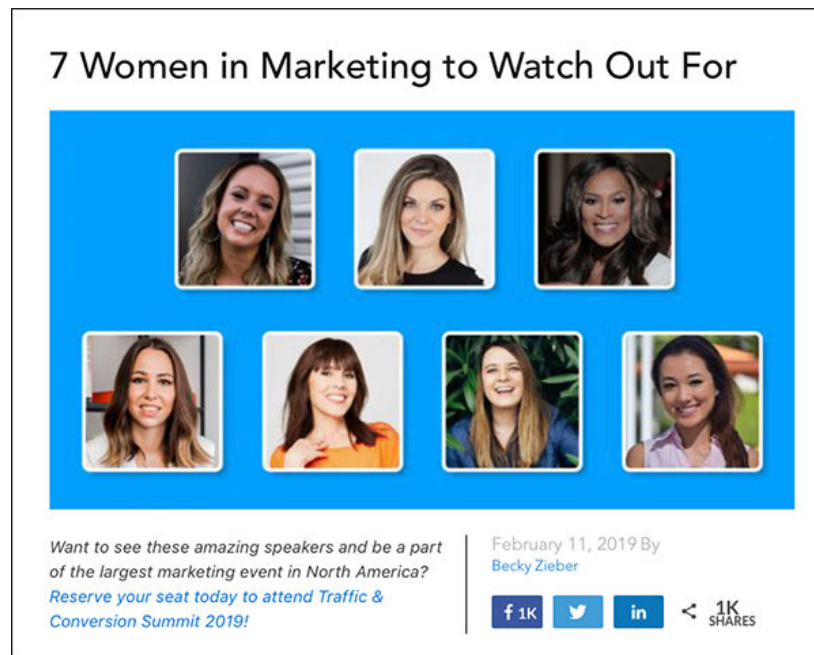 7 Women in Marketing to Watch Out For
Want to see these amazing speakers and be a part
of the largest marketing event in North America?
Reserve your seat today to attend Traffic &
Conversion Summit 2019!
February 11, 2019 By
Becky Zieber
f 1K
in
1K
SHARES